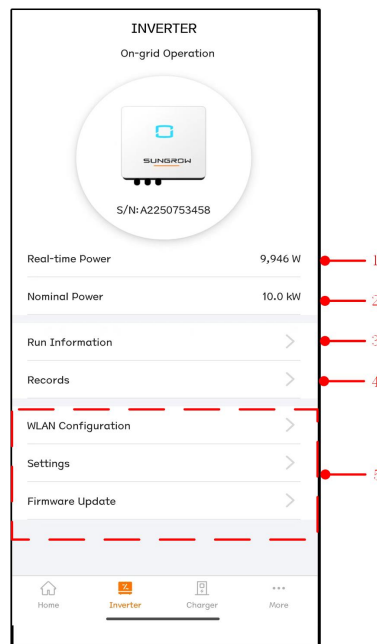 INVERTER
On-grid Operation
SUNGROW
S/N:A2250753458
Real-time Power 9,946 W 1
Nominal Power 10.0 kW 2
Run Information 3
Records 4
WLAN Configuration
Settings 5
Firmware Update
Home Inverter Charger More